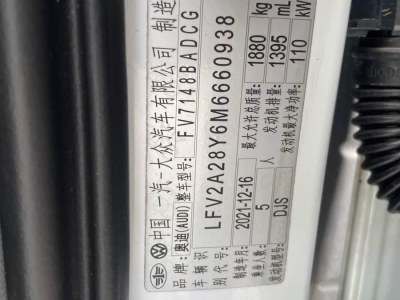 中国 一汽-大众汽车有限公司 制造
品牌: 奥迪(AUDI) 整车型号: FV7148BADCG
车辆识别代号: LFV2A28Y6M6660938
制造年月: 2021-12-16 最大允许总质量: 1880 kg
乘坐人数: 5 人 发动机排量: 1395 mL
发动机型号: DJS 发动机最大净功率: 110 kW